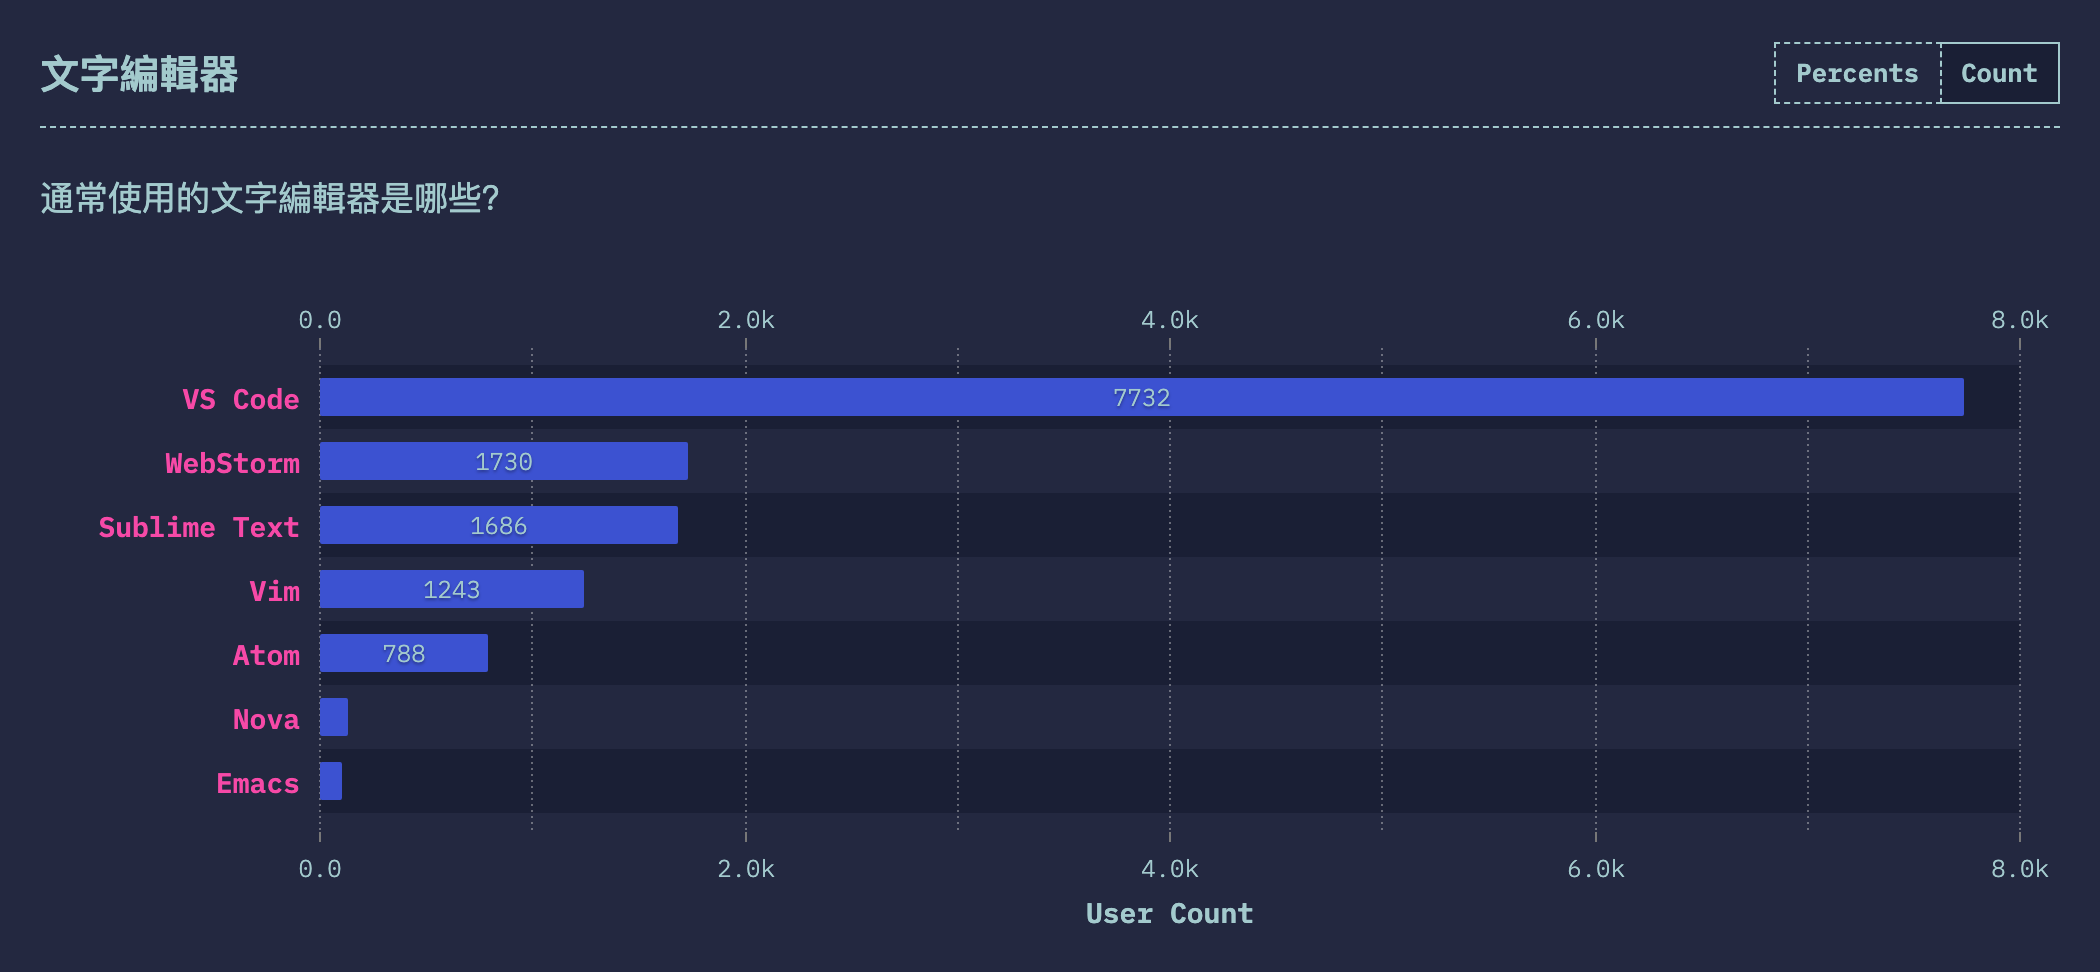 文字編輯器
Percents Count
通常使用的文字編輯器是哪些?
0.0 2.0k 4.0k 6.0k 8.0k
VS Code 7732
WebStorm 1730
Sublime Text 1686
Vim 1243
Atom 788
Nova
Emacs
0.0 2.0k 4.0k 6.0k 8.0k
User Count